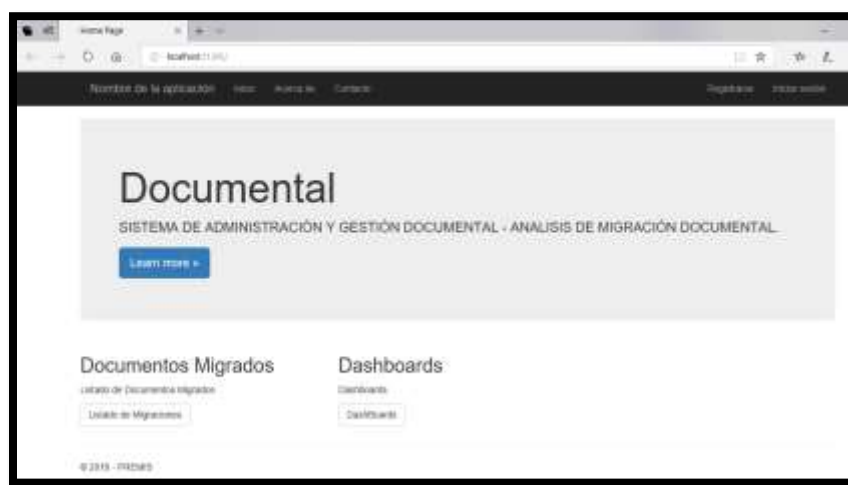 Home Page
localhost
Nombre de la aplicación Inicio Acerca de Contacto Registrarse Iniciar sesión
Documental
SISTEMA DE ADMINISTRACIÓN Y GESTIÓN DOCUMENTAL - ANALISIS DE MIGRACIÓN DOCUMENTAL.
Learn more »
Documentos Migrados Dashboards
Listado de Documentos Migrados Dashboards
Listado de Migraciones Dashboards